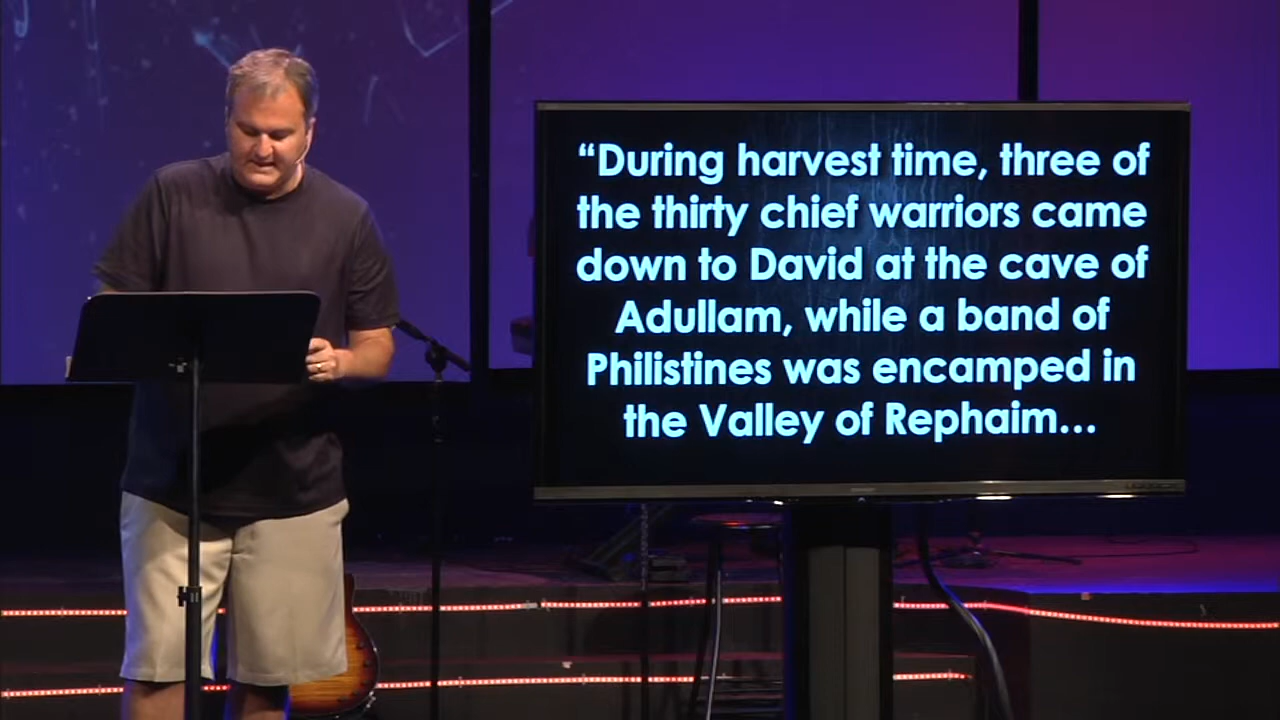 “During harvest time, three of
the thirty chief warriors came
down to David at the cave of
Adullam, while a band of
Philistines was encamped in
the Valley of Rephaim...